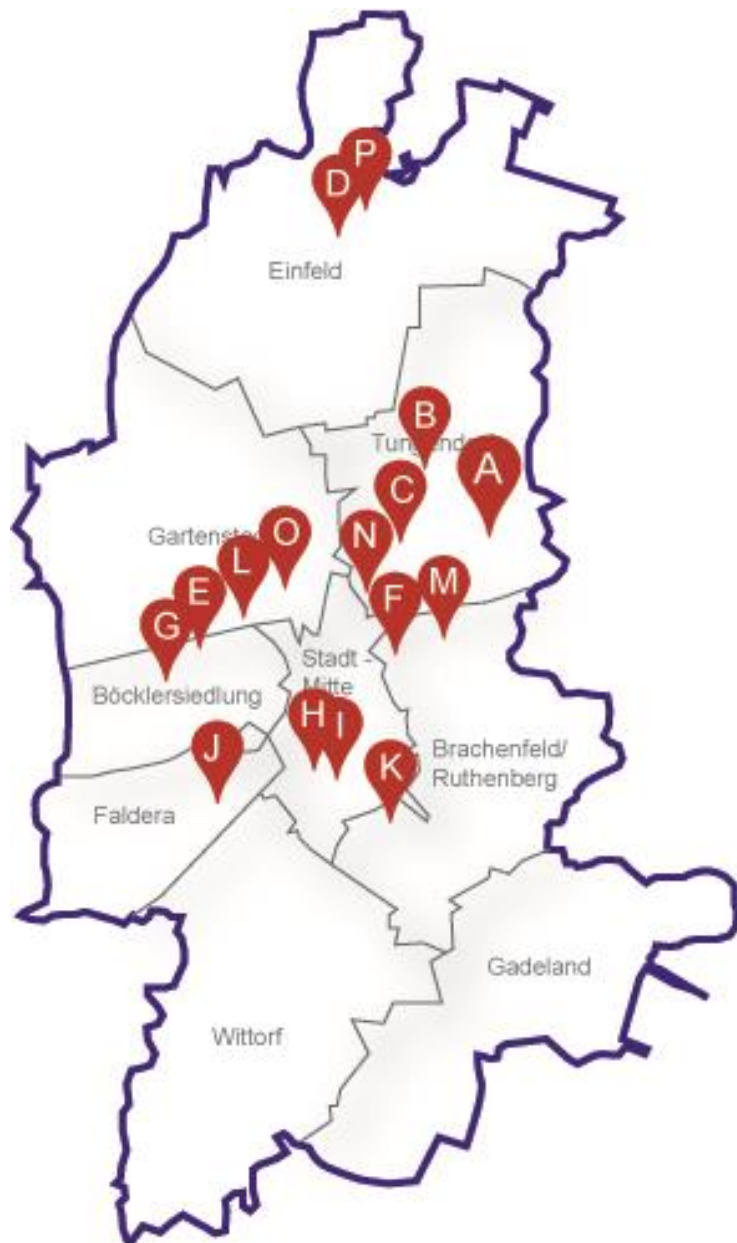 P
D
Einfeld
B
A
C
O
N
L
M
E
F
G
Stadt -
Mitte
Böcklersiedlung
H
I
J
Brachenfeld/
Ruthenberg
K
Faldera
Gadeland
Wittorf